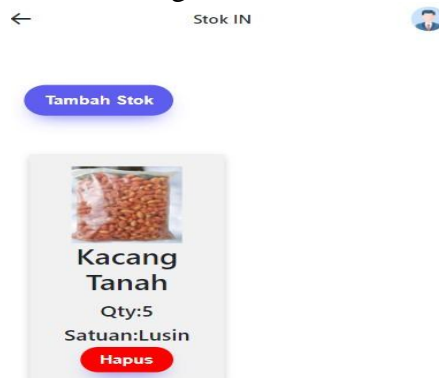 Stok IN
Tambah Stok
Kacang
Tanah
Qty:5
Satuan:Lusin
Hapus